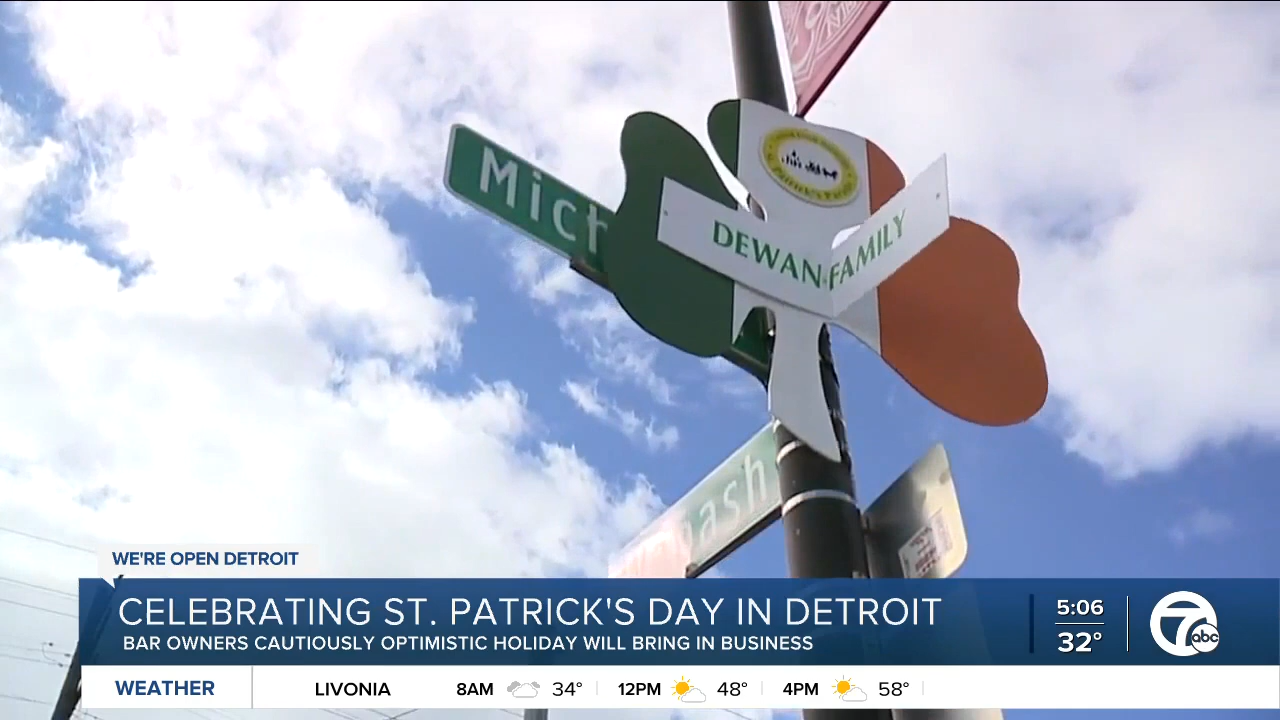 Mich
DEWAN FAMILY
ash
WE'RE OPEN DETROIT
CELEBRATING ST. PATRICK'S DAY IN DETROIT
BAR OWNERS CAUTIOUSLY OPTIMISTIC HOLIDAY WILL BRING IN BUSINESS
5:06
32°
7 abc
WEATHER LIVONIA 8AM 34° 12PM 48° 4PM 58°